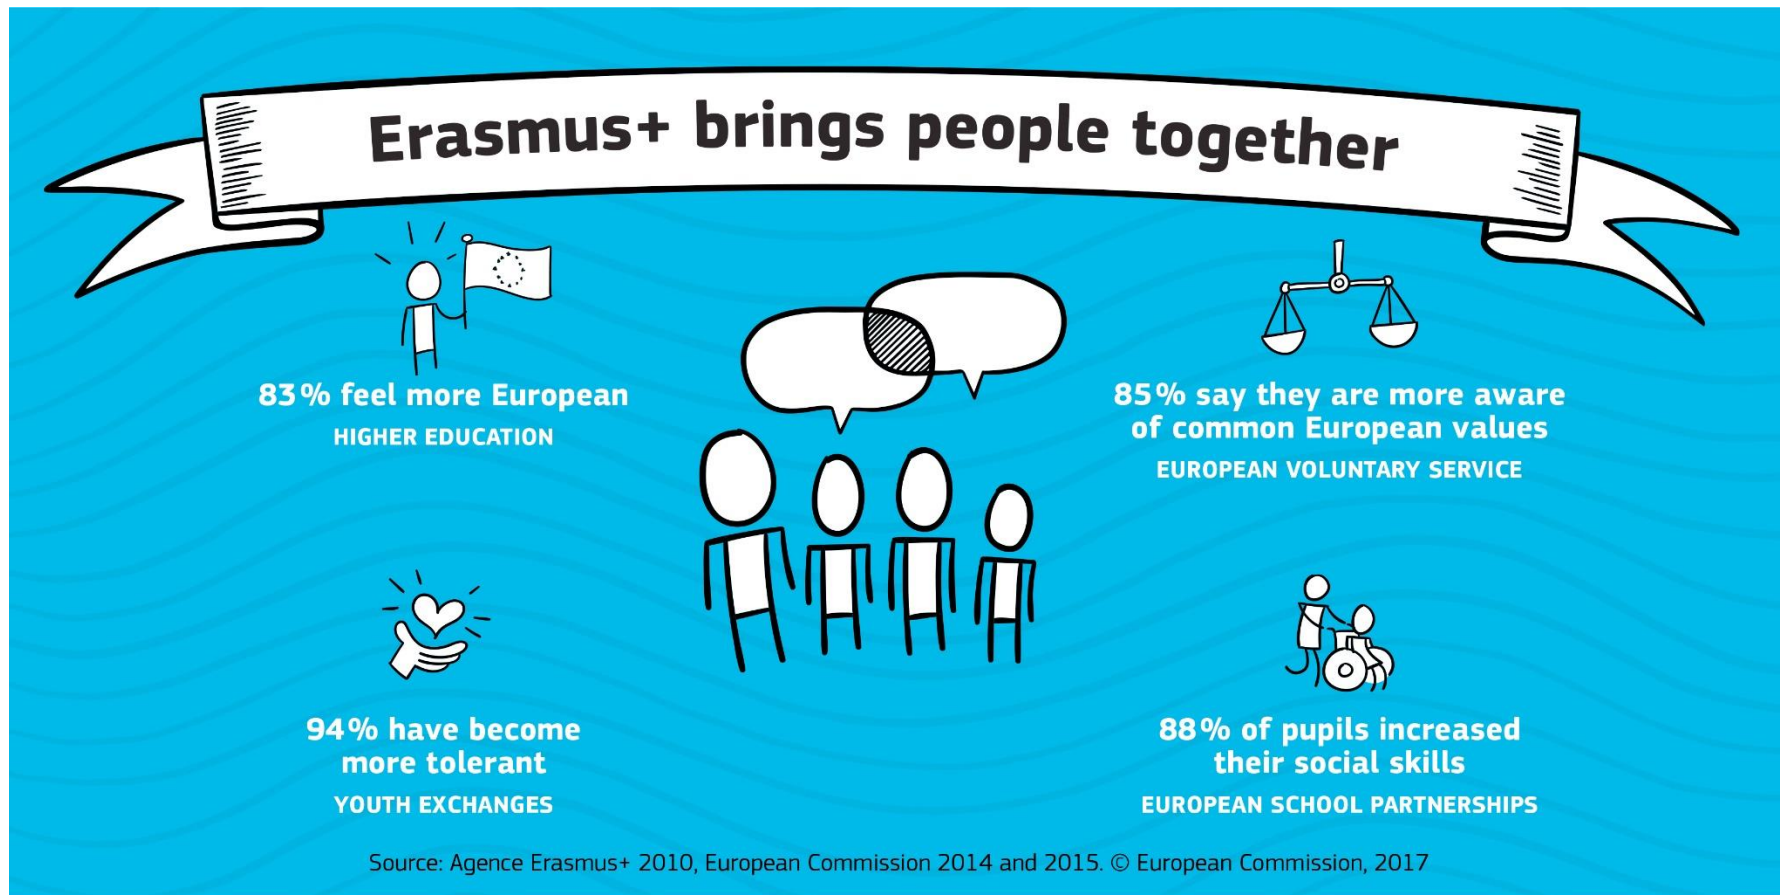 Erasmus+ brings people together
83% feel more European
HIGHER EDUCATION
85% say they are more aware
of common European values
EUROPEAN VOLUNTARY SERVICE
94% have become
more tolerant
YOUTH EXCHANGES
88% of pupils increased
their social skills
EUROPEAN SCHOOL PARTNERSHIPS
Source: Agence Erasmus+ 2010, European Commission 2014 and 2015. © European Commission, 2017